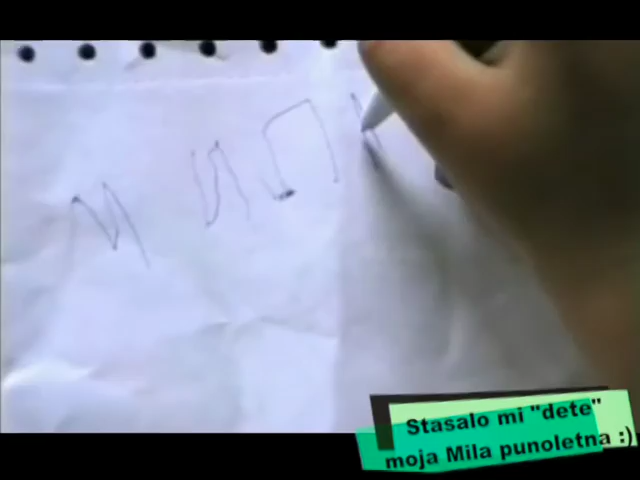 МИЛ
Stasalo mi "dete"
moja Mila punoletna :)